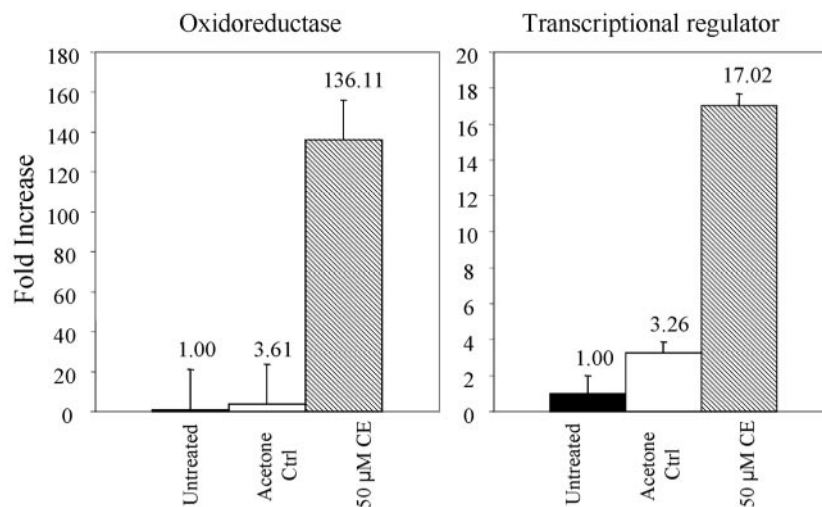 Oxidoreductase
Fold Increase
180
160
140
120
100
80
60
40
20
0
1.00
3.61
136.11
Untreated
Acetone
Ctrl
50 µM CE
Transcriptional regulator
20
18
16
14
12
10
8
6
4
2
0
1.00
3.26
17.02
Untreated
Acetone
Ctrl
50 µM CE